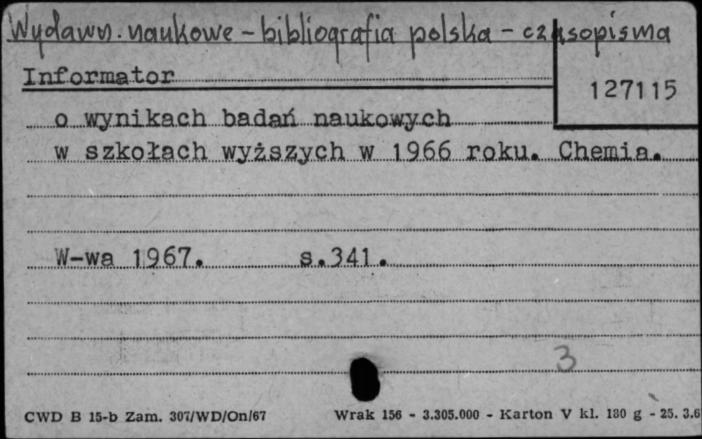 Wydawn. naukowe - bibliografia polska - czasopisma
Informator
127115
o wynikach badań naukowych
w szkołach wyższych w 1966 roku. Chemia.
W-wa 1967. s.341.
3
CWD B 15-b Zam. 307/WD/On/67 Wrak 156 - 3.305.000 - Karton V kl. 180 g - 25. 3.6